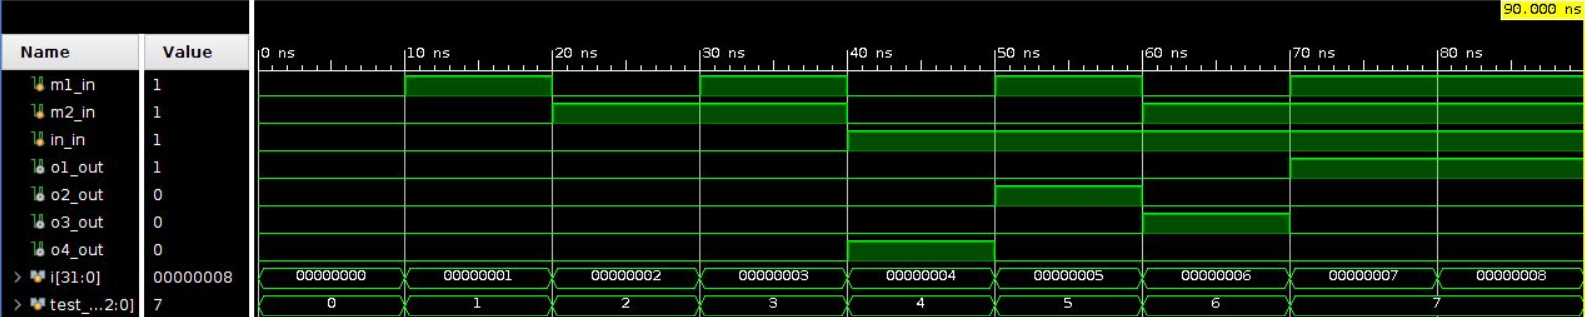 90.000 ns
Name Value 0 ns 10 ns 20 ns 30 ns 40 ns 50 ns 60 ns 70 ns 80 ns
m1_in 1
m2_in 1
in_in 1
o1_out 1
o2_out 0
o3_out 0
o4_out 0
i[31:0] 00000008 00000000 00000001 00000002 00000003 00000004 00000005 00000006 00000007 00000008
test_...2:0] 7 0 1 2 3 4 5 6 7